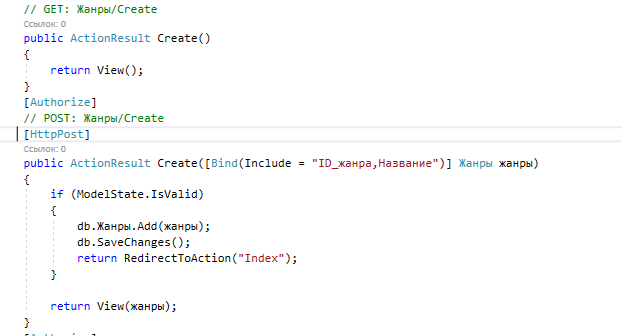 // GET: Жанры/Create
Ссылок: 0
public ActionResult Create()
{
return View();
}
[Authorize]
// POST: Жанры/Create
[HttpPost]
Ссылок: 0
public ActionResult Create([Bind(Include = "ID_жанра,Название")] Жанры жанры)
{
if (ModelState.IsValid)
{
db.Жанры.Add(жанры);
db.SaveChanges();
return RedirectToAction("Index");
}
return View(жанры);
}